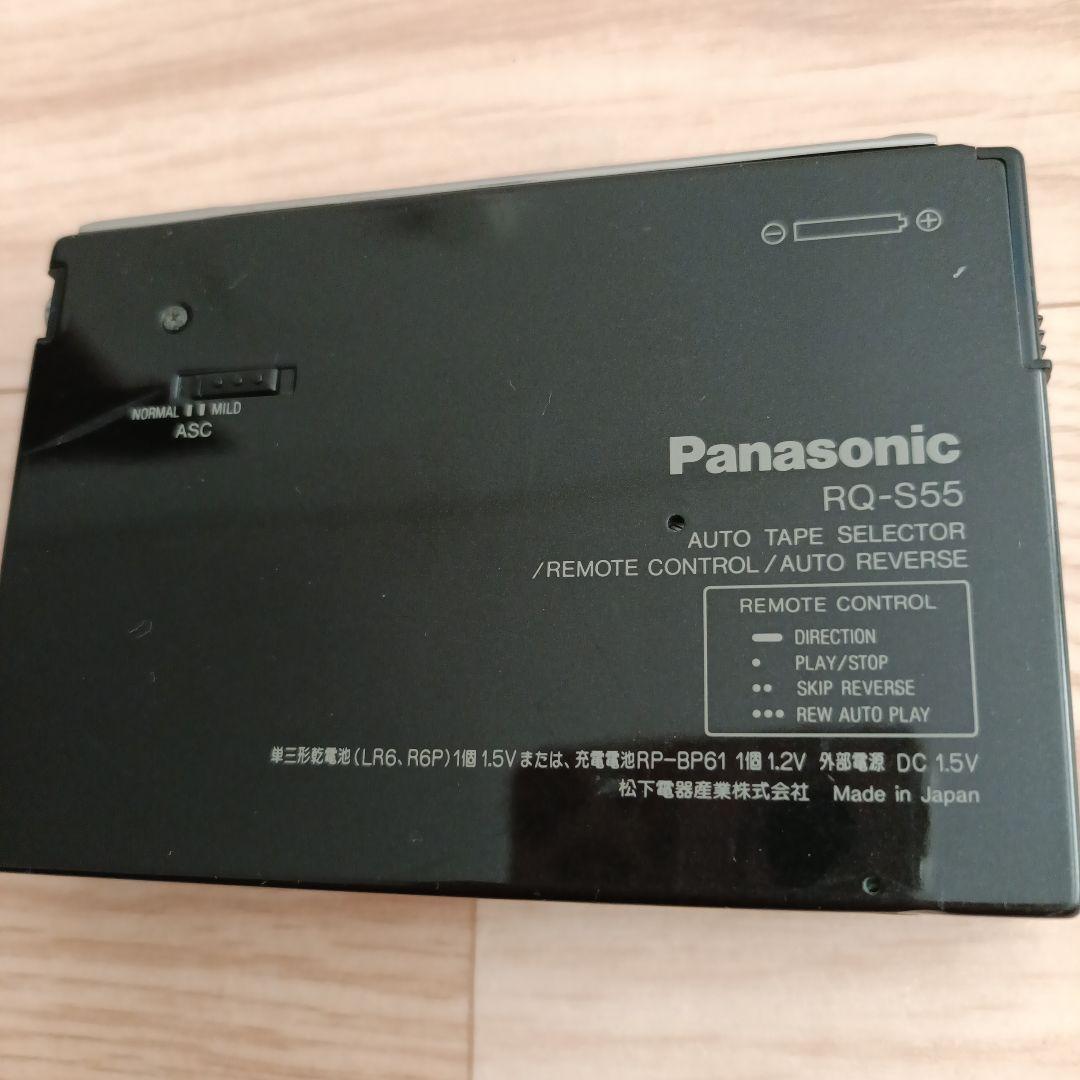 ⊖ ⊕
NORMAL MILD
ASC
Panasonic
RQ-S55
AUTO TAPE SELECTOR
/REMOTE CONTROL/AUTO REVERSE
REMOTE CONTROL
DIRECTION
• PLAY/STOP
•• SKIP REVERSE
••• REW AUTO PLAY
単三形乾電池(LR6、R6P)1個1.5Vまたは、充電電池RP-BP61 1個1.2V 外部電源 DC 1.5V
松下電器産業株式会社 Made in Japan